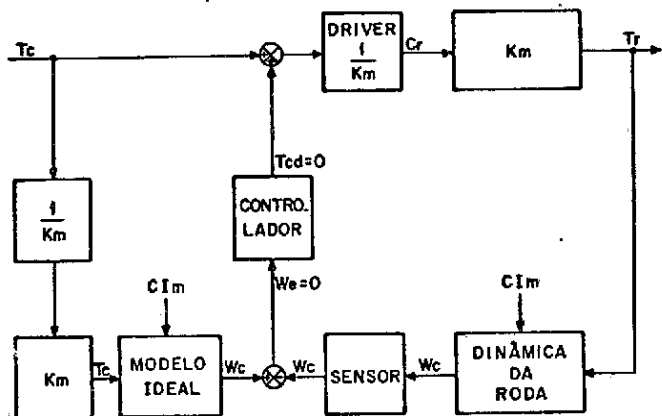 Tc
DRIVER
1
Km
Cr
Km
Tr
Tcd=0
1
Km
CONTRO_
LADOR
We=0
CIm
CIm
Km
Tc
MODELO
IDEAL
Wc
Wc
SENSOR
Wc
DINÂMICA
DA
RODA